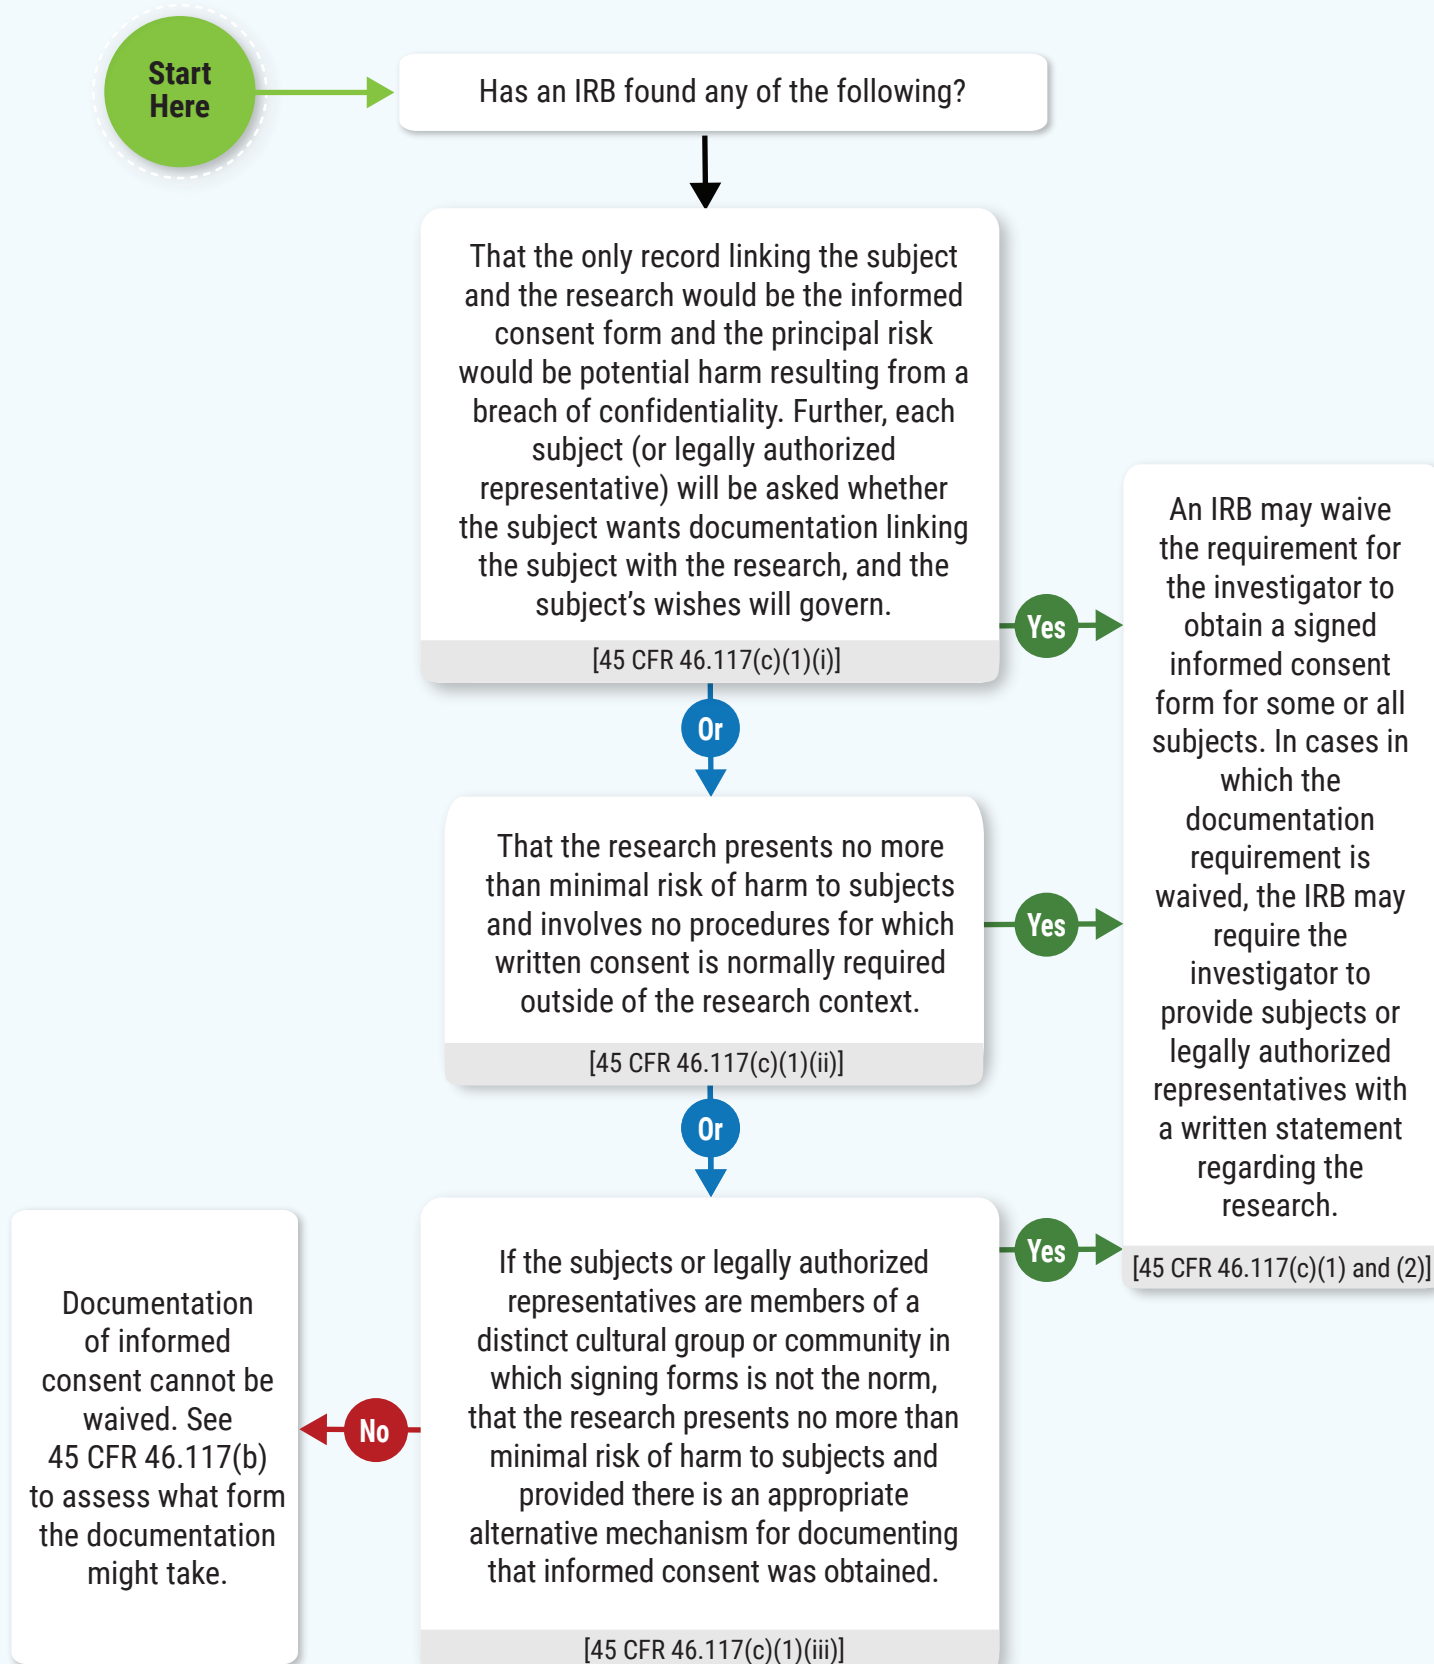 Start
Here
Has an IRB found any of the following?
That the only record linking the subject
and the research would be the informed
consent form and the principal risk
would be potential harm resulting from a
breach of confidentiality. Further, each
subject (or legally authorized
representative) will be asked whether
the subject wants documentation linking
the subject with the research, and the
subject’s wishes will govern.
[45 CFR 46.117(c)(1)(i)]
Yes
Or
That the research presents no more
than minimal risk of harm to subjects
and involves no procedures for which
written consent is normally required
outside of the research context.
[45 CFR 46.117(c)(1)(ii)]
Yes
Or
If the subjects or legally authorized
representatives are members of a
distinct cultural group or community in
which signing forms is not the norm,
that the research presents no more than
minimal risk of harm to subjects and
provided there is an appropriate
alternative mechanism for documenting
that informed consent was obtained.
[45 CFR 46.117(c)(1)(iii)]
Yes
An IRB may waive
the requirement for
the investigator to
obtain a signed
informed consent
form for some or all
subjects. In cases in
which the
documentation
requirement is
waived, the IRB may
require the
investigator to
provide subjects or
legally authorized
representatives with
a written statement
regarding the
research.
[45 CFR 46.117(c)(1) and (2)]
No
Documentation
of informed
consent cannot be
waived. See
45 CFR 46.117(b)
to assess what form
the documentation
might take.